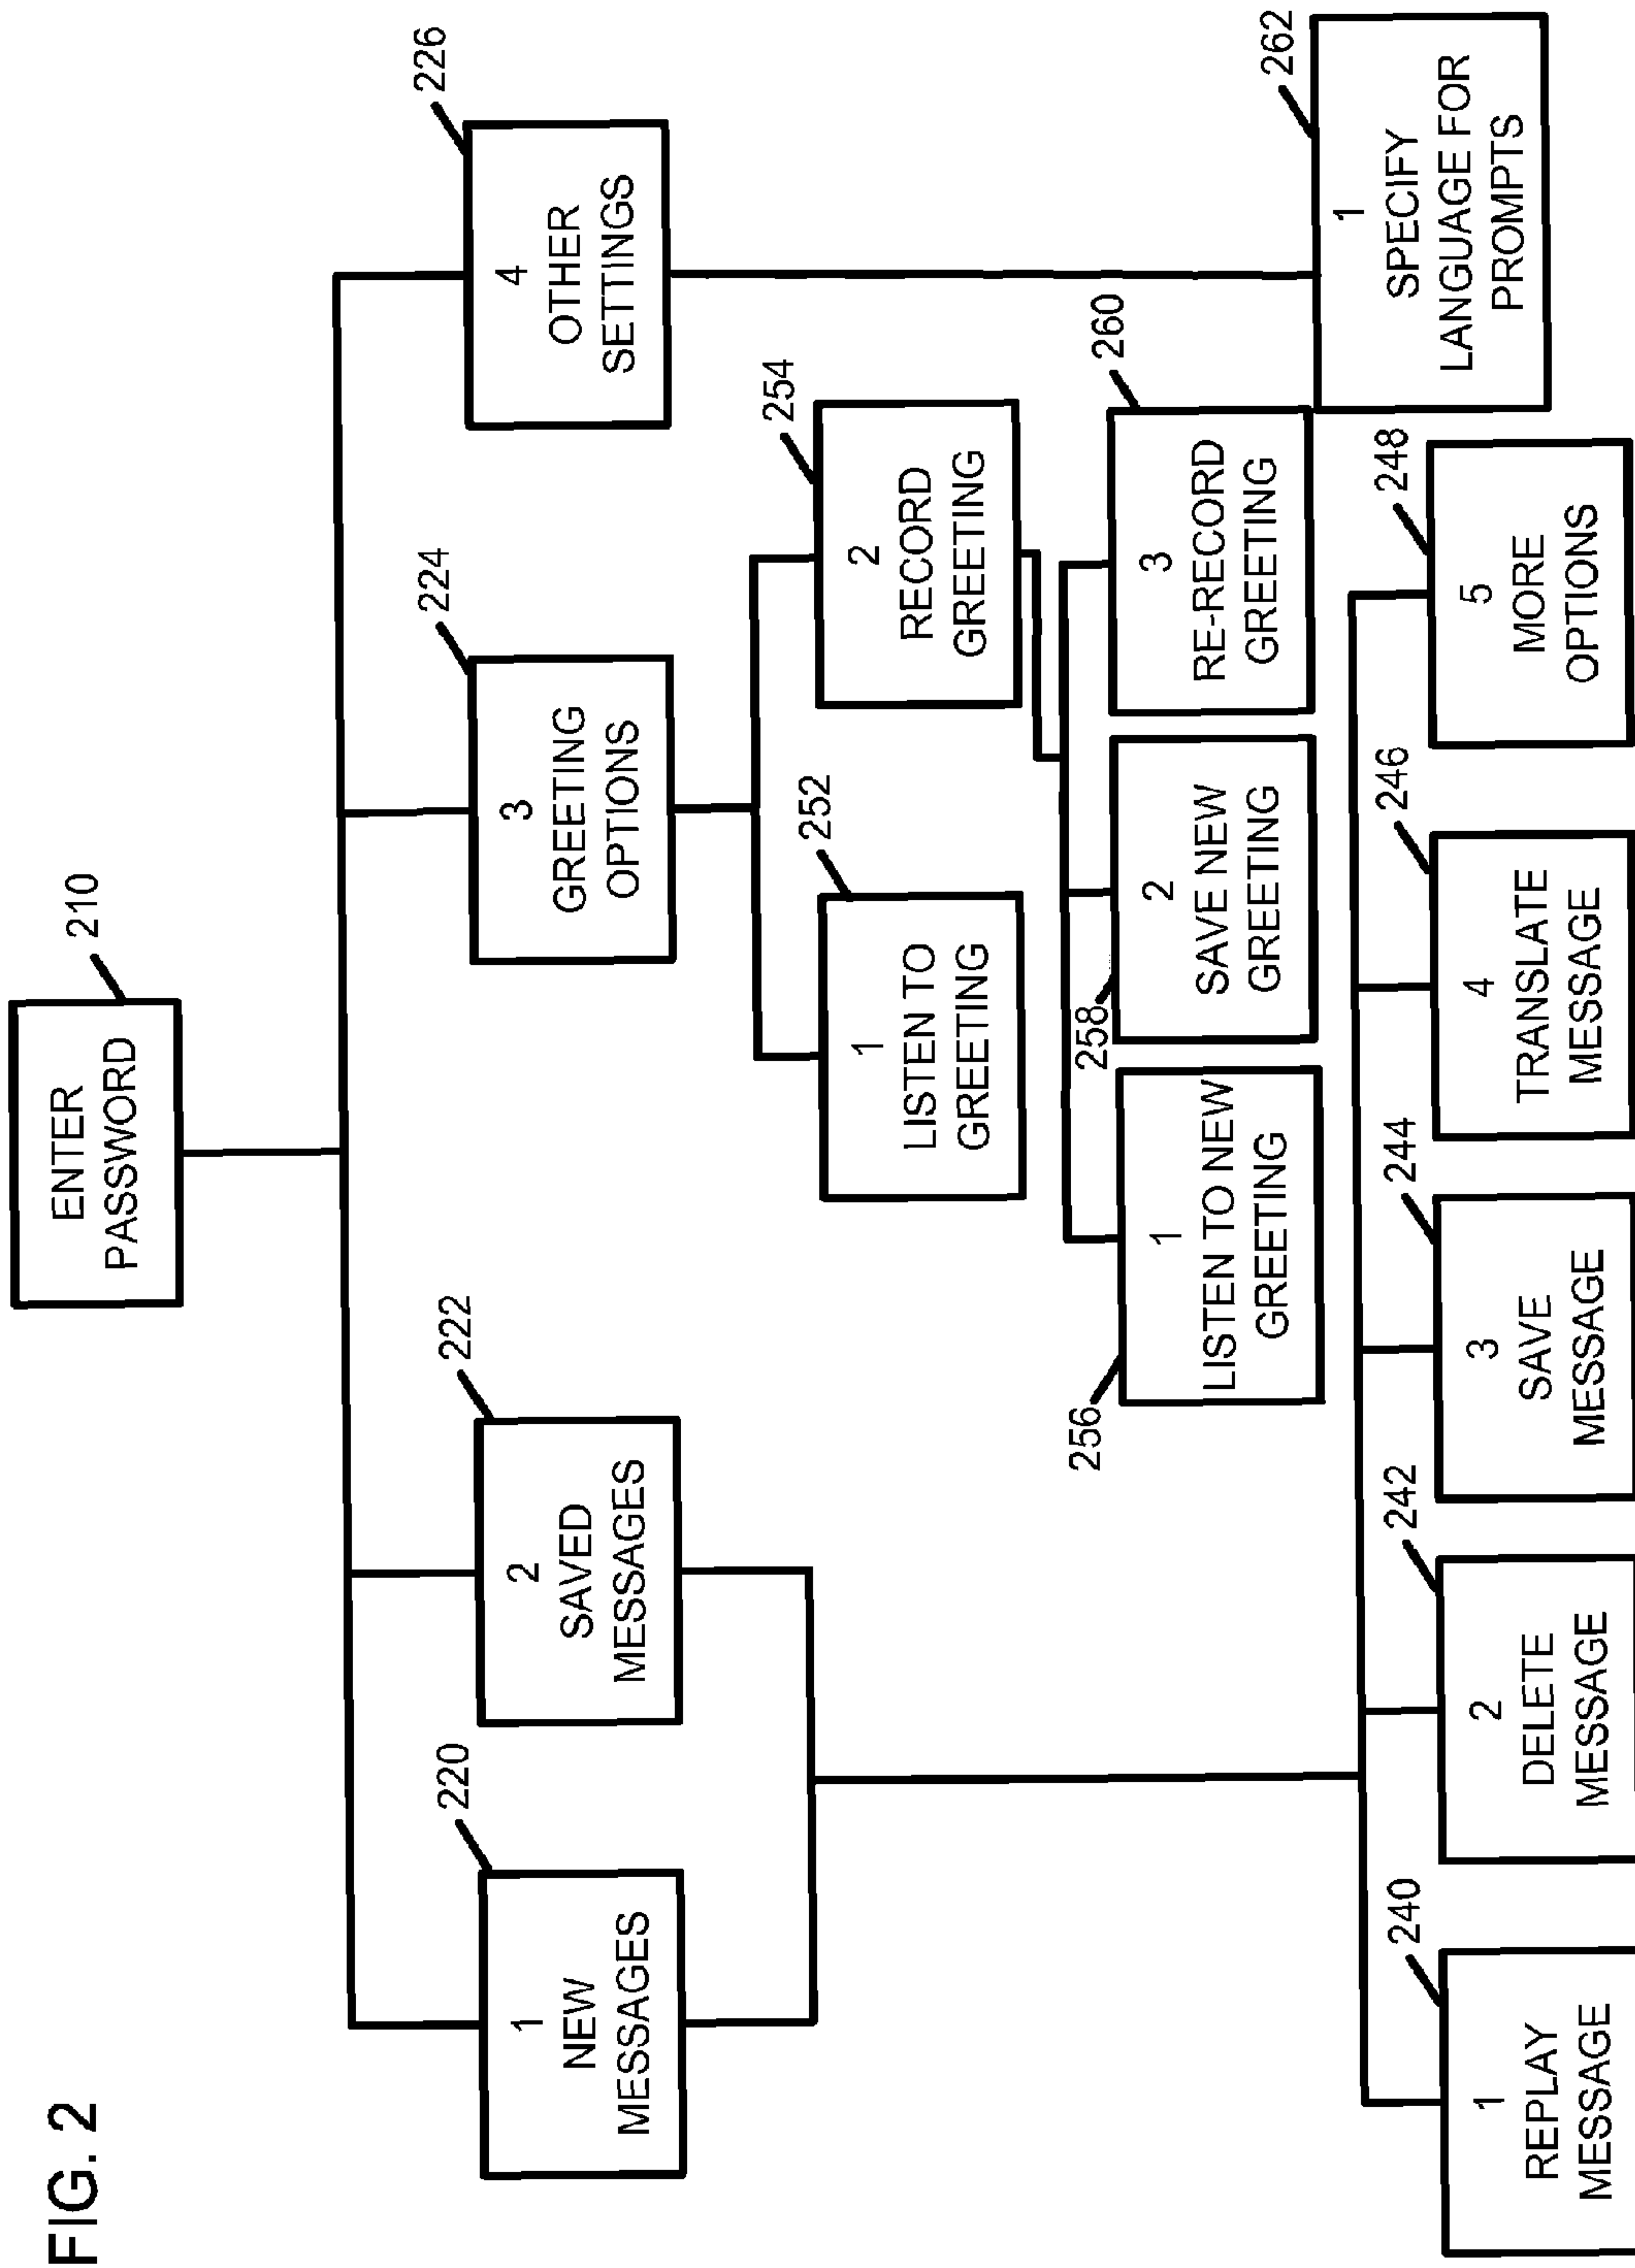 FIG. 2
ENTER
PASSWORD
210
1
NEW
MESSAGES
220
2
SAVED
MESSAGES
222
3
GREETING
OPTIONS
224
4
OTHER
SETTINGS
226
1
LISTEN TO
GREETING
252
2
RECORD
GREETING
254
256
1
LISTEN TO NEW
GREETING
258
2
SAVE NEW
GREETING
3
RE-RECORD
GREETING
260
1
SPECIFY
LANGUAGE FOR
PROMPTS
262
1
REPLAY
MESSAGE
240
2
DELETE
MESSAGE
242
3
SAVE
MESSAGE
244
4
TRANSLATE
MESSAGE
246
5
MORE
OPTIONS
248